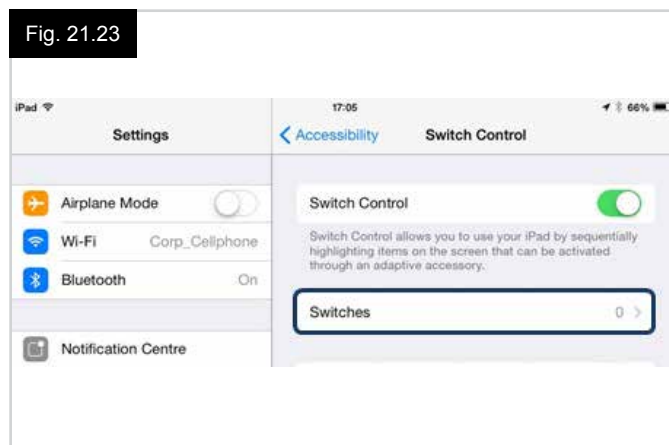 Fig. 21.23
iPad 17:05 66%
Settings
Accessibility Switch Control
Airplane Mode
Wi-Fi Corp_Cellphone
Bluetooth On
Notification Centre
Switch Control
Switch Control allows you to use your iPad by sequentially
highlighting items on the screen that can be activated
through an adaptive accessory.
Switches 0